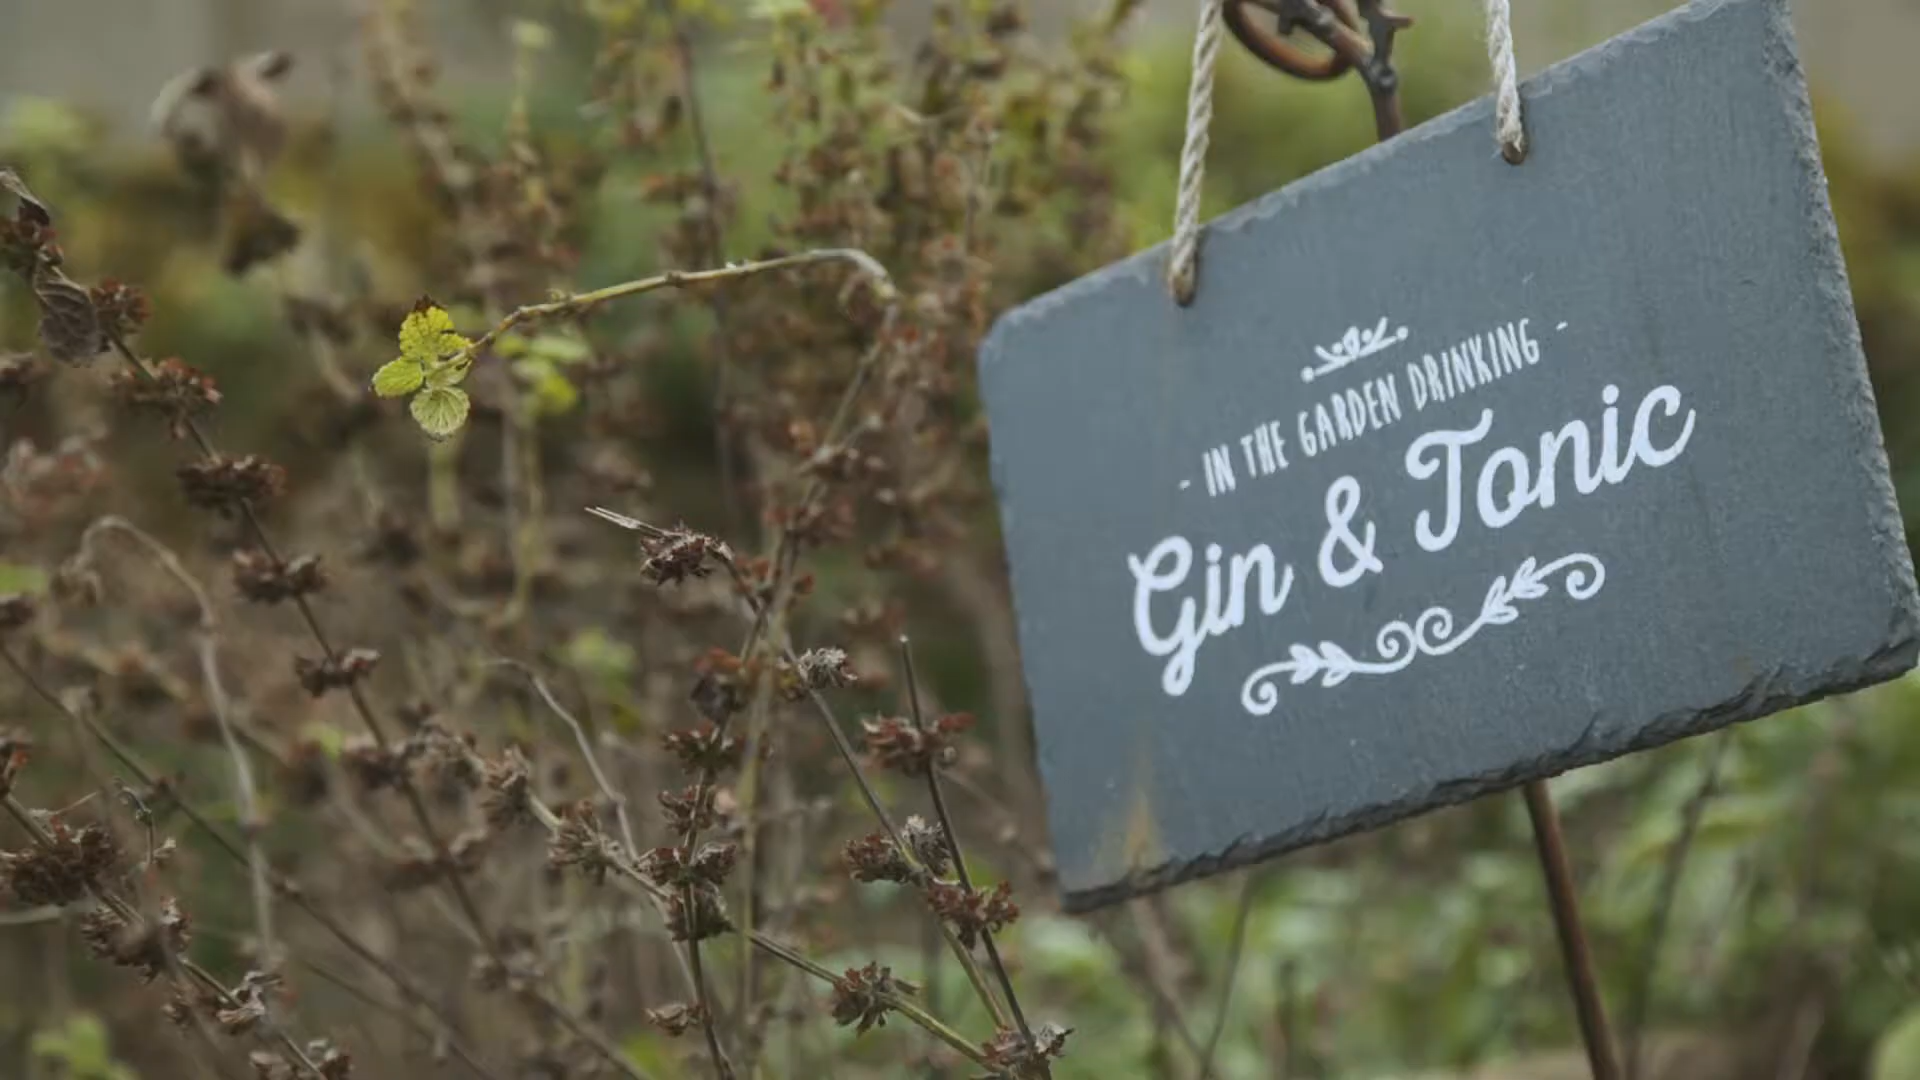 - IN THE GARDEN DRINKING -
Gin & Tonic